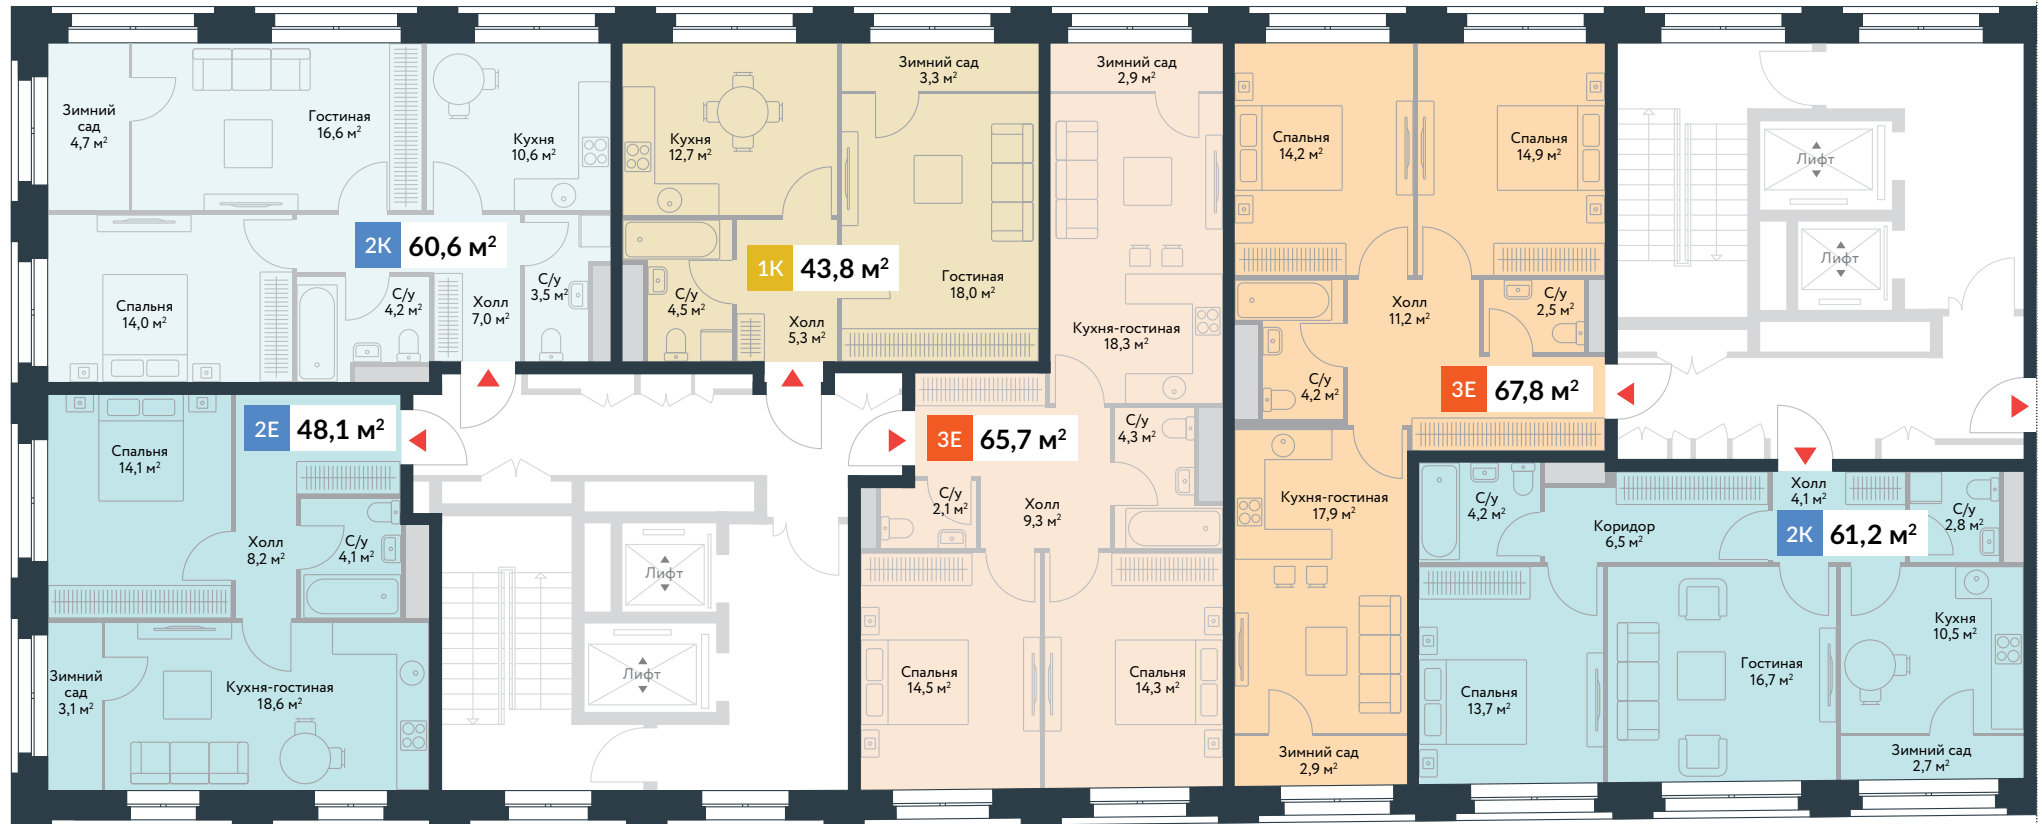 Зимний
сад
4,7 м²
Гостиная
16,6 м²
Кухня
10,6 м²
2К 60,6 м²
Спальня
14,0 м²
С/у
4,2 м²
Холл
7,0 м²
С/у
3,5 м²
Кухня
12,7 м²
Зимний сад
3,3 м²
1К 43,8 м²
С/у
4,5 м²
Холл
5,3 м²
Гостиная
18,0 м²
Зимний сад
2,9 м²
Кухня-гостиная
18,3 м²
3Е 65,7 м²
С/у
4,3 м²
С/у
2,1 м²
Холл
9,3 м²
Спальня
14,5 м²
Спальня
14,3 м²
Спальня
14,2 м²
Спальня
14,9 м²
Холл
11,2 м²
С/у
2,5 м²
С/у
4,2 м²
3Е 67,8 м²
Кухня-гостиная
17,9 м²
Зимний сад
2,9 м²
Лифт
Лифт
2Е 48,1 м²
Спальня
14,1 м²
Холл
8,2 м²
С/у
4,1 м²
Зимний
сад
3,1 м²
Кухня-гостиная
18,6 м²
Лифт
Лифт
С/у
4,2 м²
Коридор
6,5 м²
Холл
4,1 м²
2К 61,2 м²
С/у
2,8 м²
Спальня
13,7 м²
Гостиная
16,7 м²
Кухня
10,5 м²
Зимний сад
2,7 м²